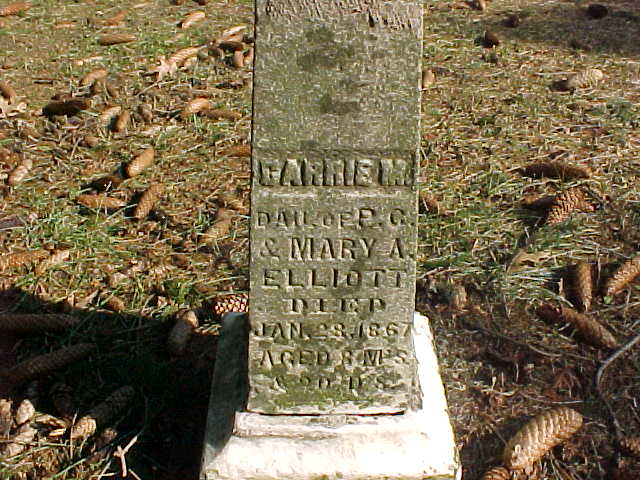 CARRIE M.
DAU. OF P. C.
& MARY A.
ELLIOTT
DIED
JAN. 28. 1867
AGED 8 M'S
& 20 D'S.